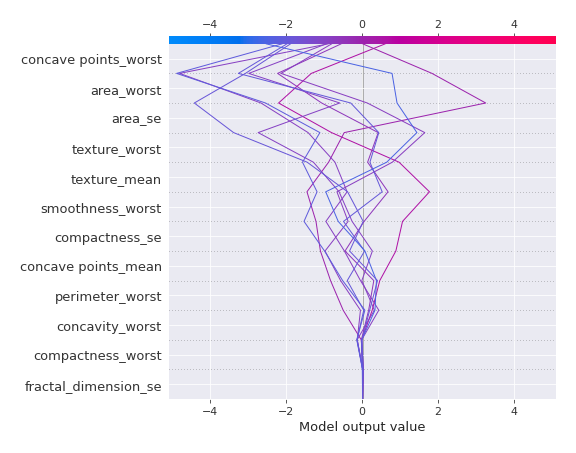 −4 −2 0 2 4
concave points_worst
area_worst
area_se
texture_worst
texture_mean
smoothness_worst
compactness_se
concave points_mean
perimeter_worst
concavity_worst
compactness_worst
fractal_dimension_se
−4 −2 0 2 4
Model output value